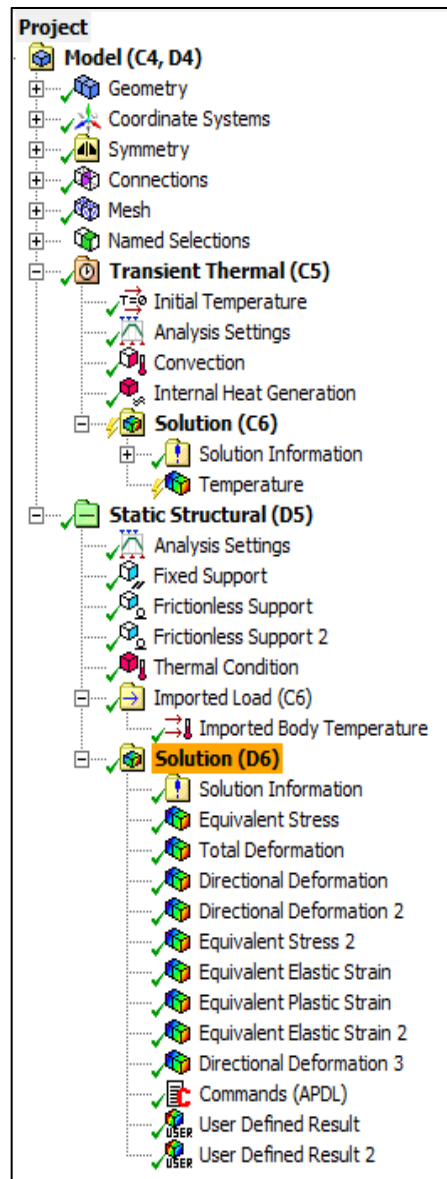 Project
Model (C4, D4)
Geometry
Coordinate Systems
Symmetry
Connections
Mesh
Named Selections
Transient Thermal (C5)
T=0 Initial Temperature
Analysis Settings
Convection
Internal Heat Generation
Solution (C6)
Solution Information
Temperature
Static Structural (D5)
Analysis Settings
Fixed Support
Frictionless Support
Frictionless Support 2
Thermal Condition
Imported Load (C6)
Imported Body Temperature
Solution (D6)
Solution Information
Equivalent Stress
Total Deformation
Directional Deformation
Directional Deformation 2
Equivalent Stress 2
Equivalent Elastic Strain
Equivalent Plastic Strain
Equivalent Elastic Strain 2
Directional Deformation 3
C Commands (APDL)
USER User Defined Result
USER User Defined Result 2